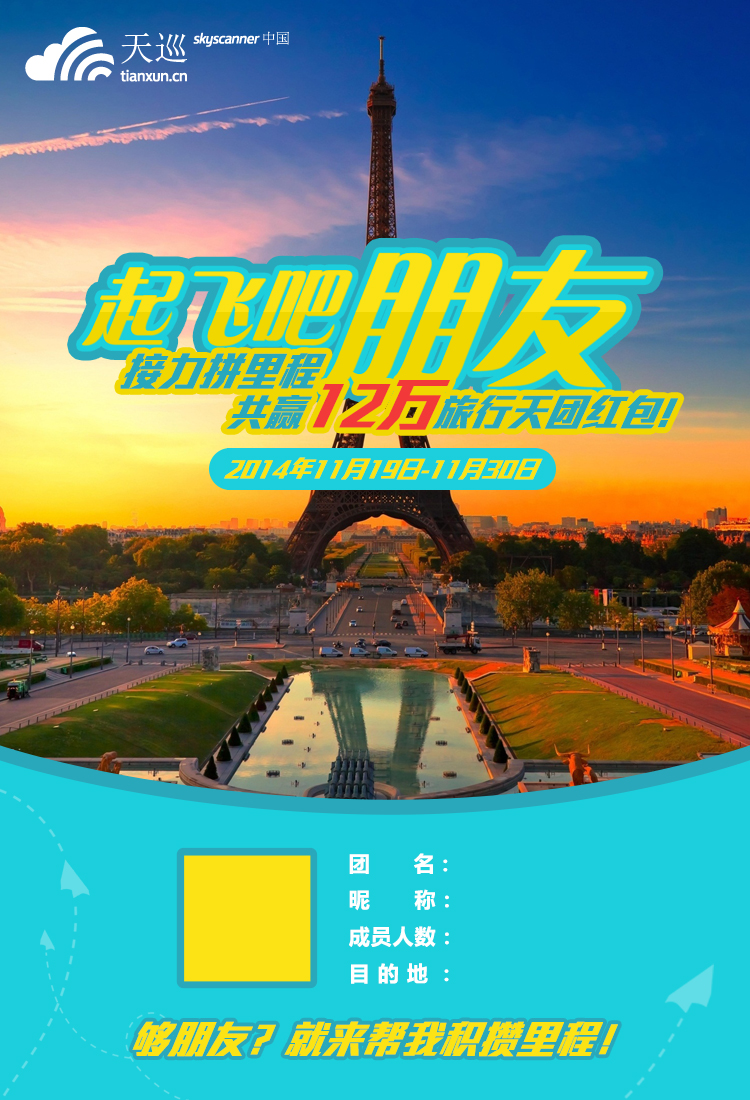 天巡 skyscanner 中国
tianxun.cn
起飞吧朋友
接力拼里程
共赢12万旅行天团红包!
2014年11月19日-11月30日
团 名：
昵 称：
成员人数：
目的地：
够朋友？就来帮我积攒里程！